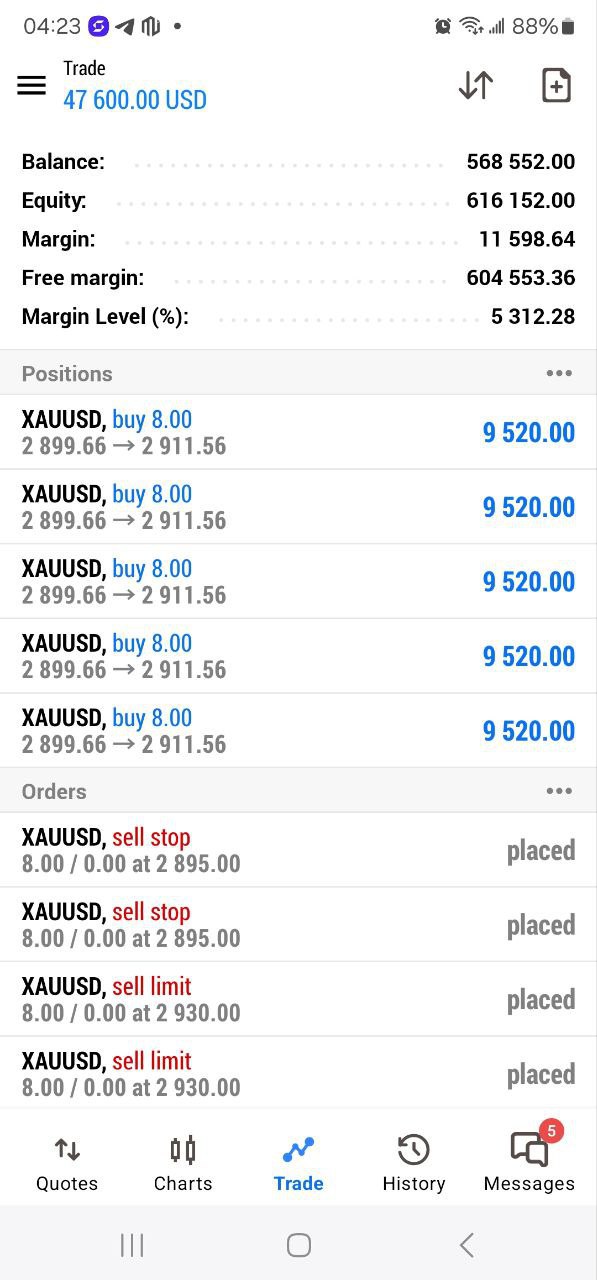 04:23
88%
Trade
47 600.00 USD
Balance: 568 552.00
Equity: 616 152.00
Margin: 11 598.64
Free margin: 604 553.36
Margin Level (%): 5 312.28
Positions
XAUUSD, buy 8.00
2 899.66 → 2 911.56
9 520.00
XAUUSD, buy 8.00
2 899.66 → 2 911.56
9 520.00
XAUUSD, buy 8.00
2 899.66 → 2 911.56
9 520.00
XAUUSD, buy 8.00
2 899.66 → 2 911.56
9 520.00
XAUUSD, buy 8.00
2 899.66 → 2 911.56
9 520.00
Orders
XAUUSD, sell stop
8.00 / 0.00 at 2 895.00
placed
XAUUSD, sell stop
8.00 / 0.00 at 2 895.00
placed
XAUUSD, sell limit
8.00 / 0.00 at 2 930.00
placed
XAUUSD, sell limit
8.00 / 0.00 at 2 930.00
placed
5
Quotes Charts Trade History Messages